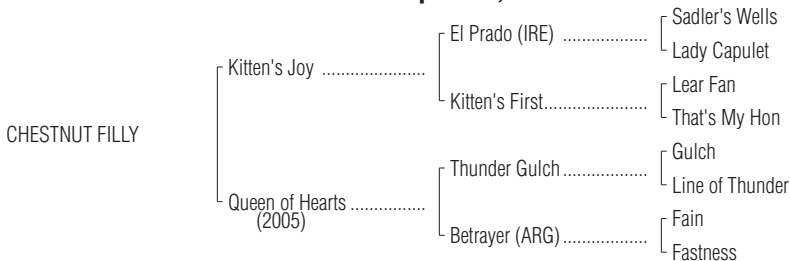 Sadler's Wells
El Prado (IRE) ..................
Lady Capulet
Kitten's Joy ......................
Lear Fan
Kitten's First......................
That's My Hon
CHESTNUT FILLY
Gulch
Thunder Gulch..................
Line of Thunder
Queen of Hearts ................
(2005)
Fain
Betrayer (ARG)..................
Fastness